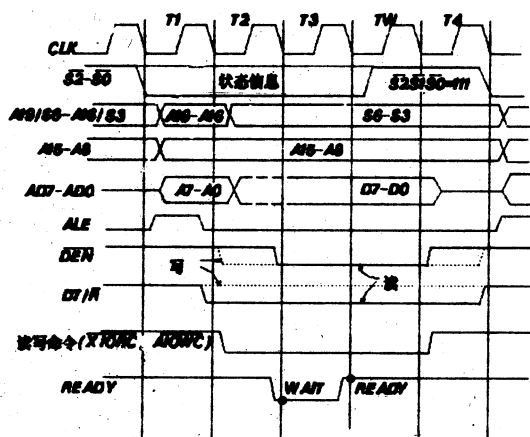 T1 T2 T3 TW T4
CLK
S2-S0 状态信息 S2S1S0=111
A19/S6-A16/S3 A19-A16 S6-S3
A15-A8 A15-A8
AD7-AD0 A7-A0 D7-D0
ALE
DEN
写 读
DT/R
读写命令(XIORC、AIOWC)
READY WAIT READY